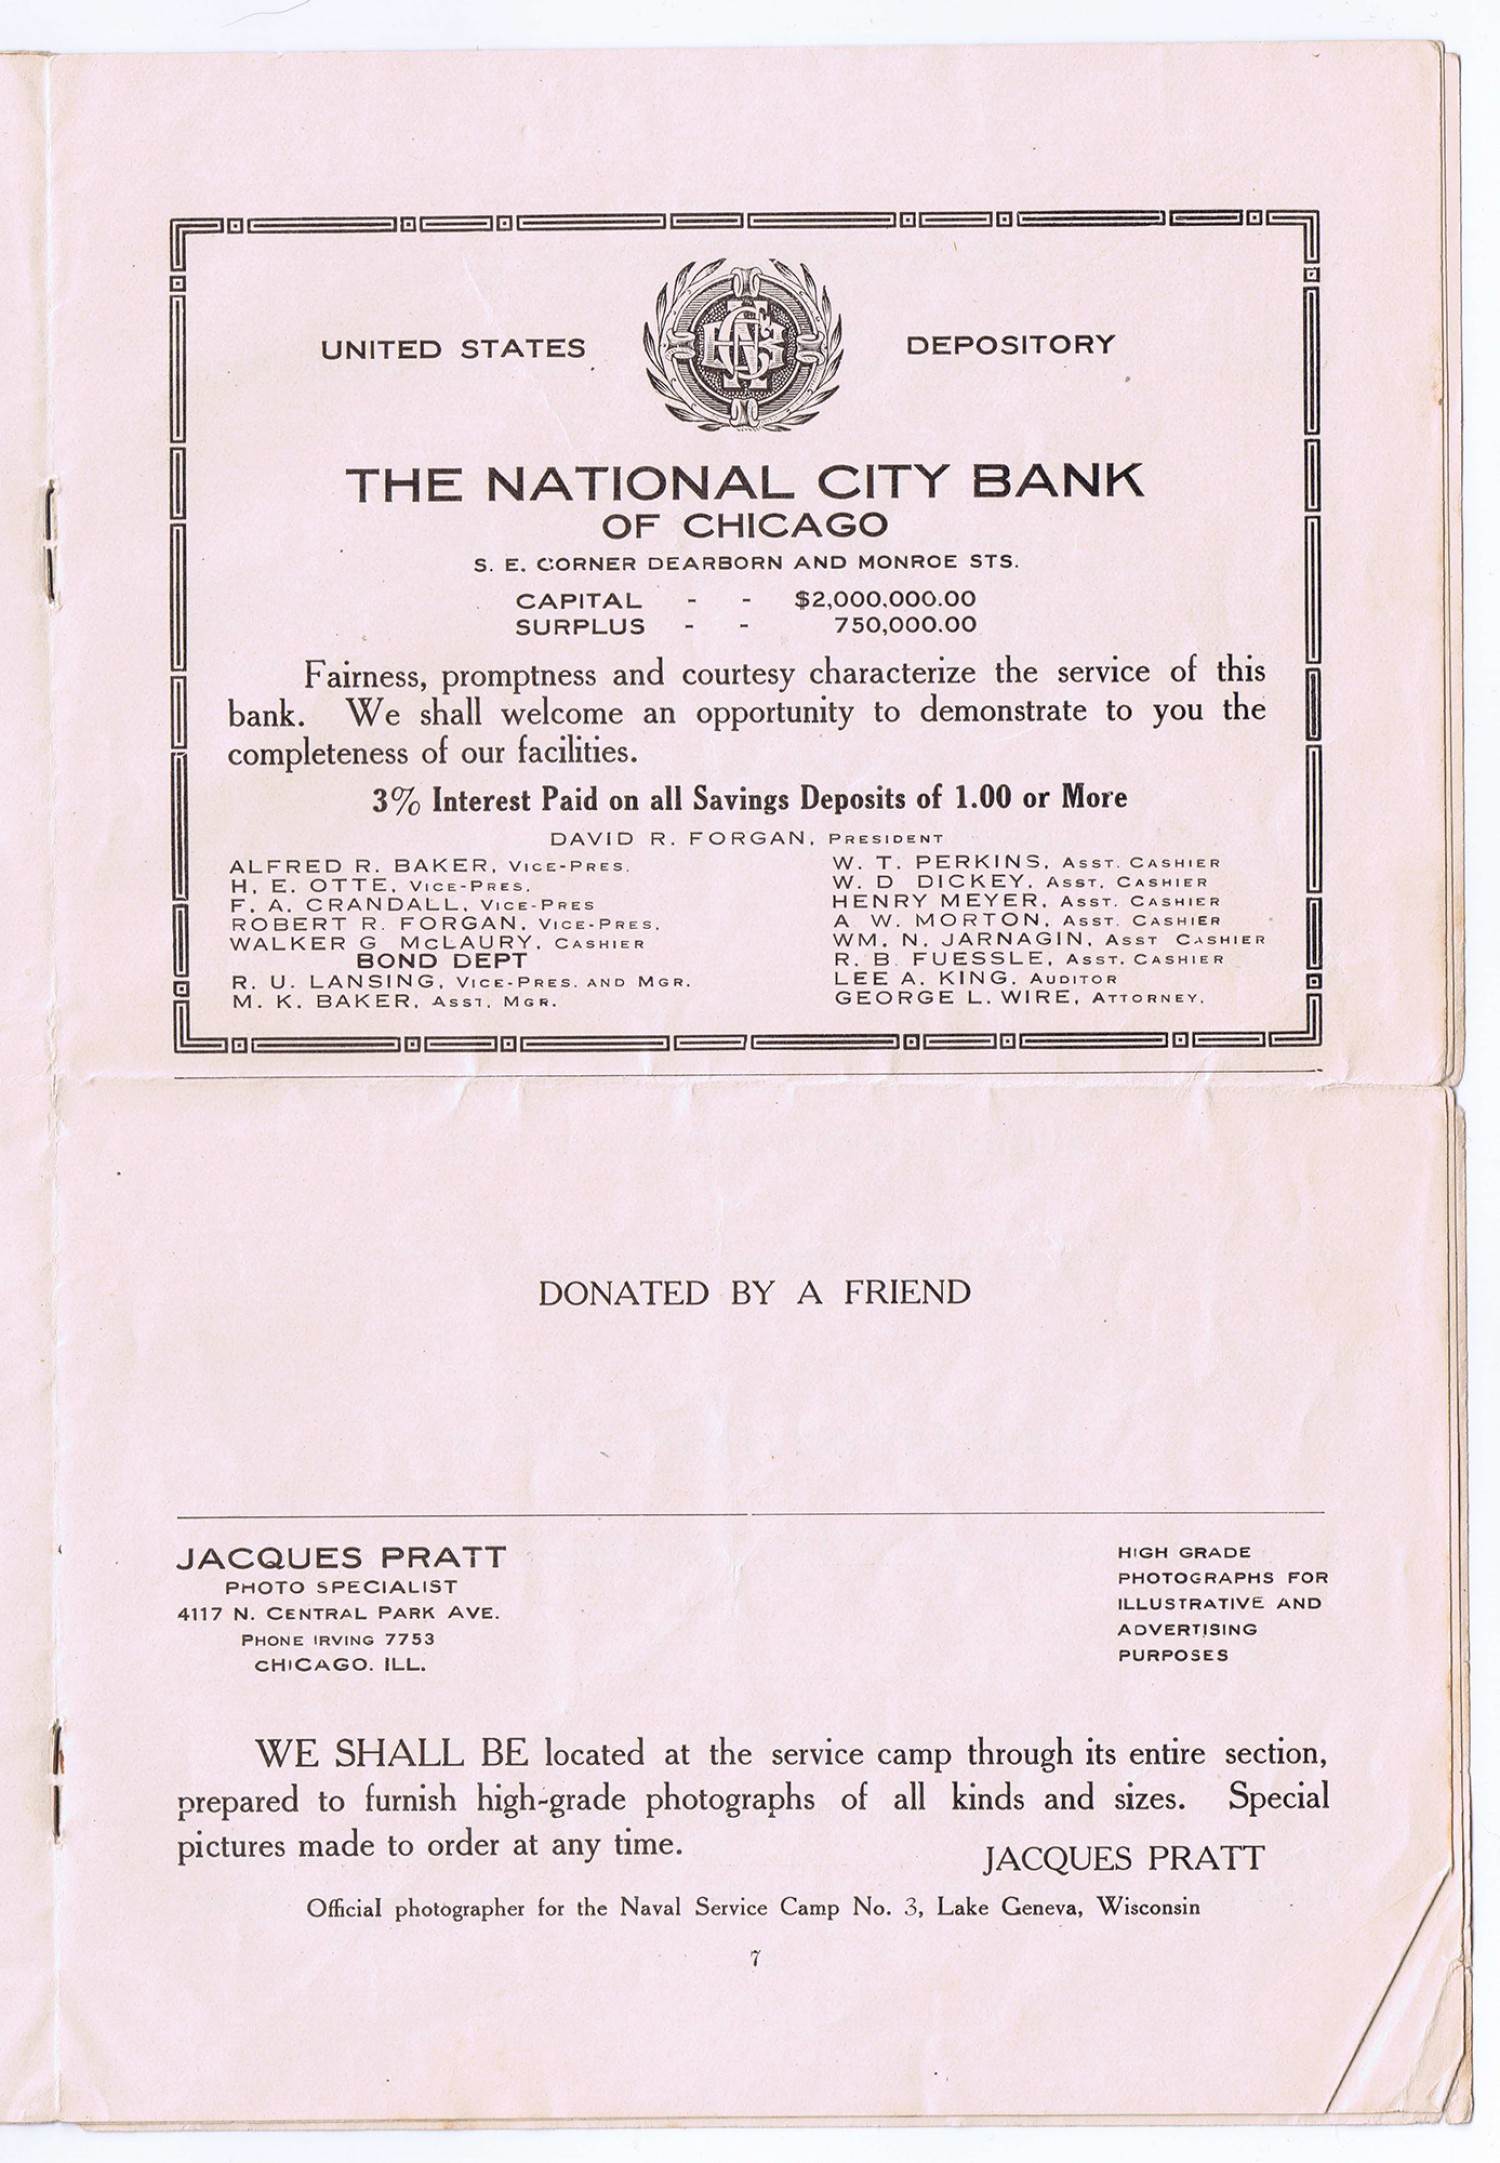 UNITED STATES DEPOSITORY
THE NATIONAL CITY BANK
OF CHICAGO
S. E. CORNER DEARBORN AND MONROE STS.
CAPITAL - - $2,000,000.00
SURPLUS - - 750,000.00
Fairness, promptness and courtesy characterize the service of this
bank. We shall welcome an opportunity to demonstrate to you the
completeness of our facilities.
3% Interest Paid on all Savings Deposits of 1.00 or More
DAVID R. FORGAN, PRESIDENT
ALFRED R. BAKER, VICE-PRES.
H. E. OTTE, VICE-PRES.
F. A. CRANDALL, VICE-PRES
ROBERT R. FORGAN, VICE-PRES.
WALKER G McLAURY, CASHIER
BOND DEPT
R. U. LANSING, VICE-PRES. AND MGR.
M. K. BAKER, ASST. MGR.
W. T. PERKINS, ASST. CASHIER
W. D DICKEY, ASST. CASHIER
HENRY MEYER, ASST. CASHIER
A W. MORTON, ASST. CASHIER
WM. N. JARNAGIN, ASST CASHIER
R. B FUESSLE, ASST. CASHIER
LEE A. KING, AUDITOR
GEORGE L. WIRE, ATTORNEY.
DONATED BY A FRIEND
JACQUES PRATT
PHOTO SPECIALIST
4117 N. CENTRAL PARK AVE.
PHONE IRVING 7753
CHICAGO. ILL.
HIGH GRADE
PHOTOGRAPHS FOR
ILLUSTRATIVE AND
ADVERTISING
PURPOSES
WE SHALL BE located at the service camp through its entire section,
prepared to furnish high-grade photographs of all kinds and sizes. Special
pictures made to order at any time.
JACQUES PRATT
Official photographer for the Naval Service Camp No. 3, Lake Geneva, Wisconsin
7